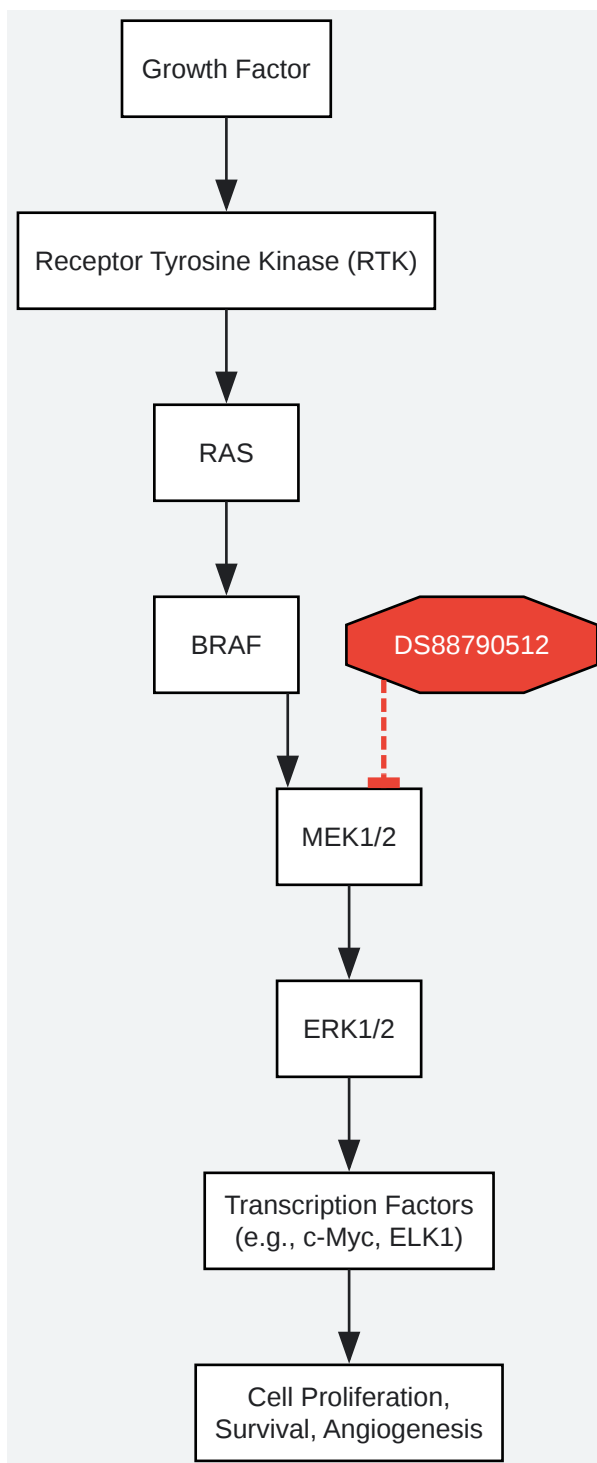 Growth Factor
Receptor Tyrosine Kinase (RTK)
RAS
BRAF
DS88790512
MEK1/2
ERK1/2
Transcription Factors
(e.g., c-Myc, ELK1)
Cell Proliferation,
Survival, Angiogenesis